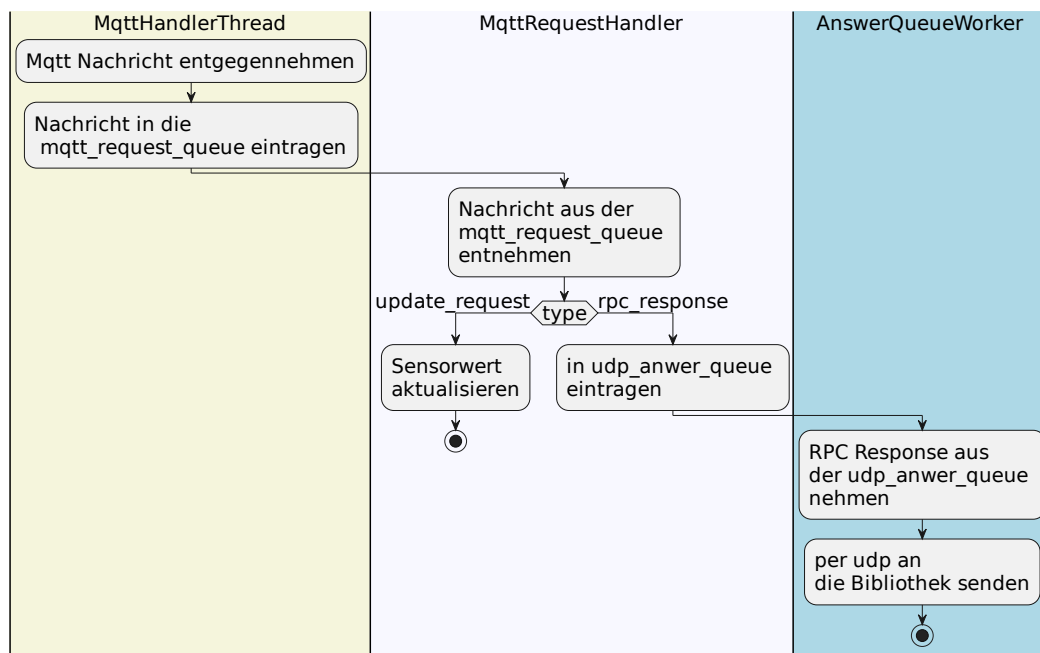 MqttHandlerThread
MqttRequestHandler
AnswerQueueWorker
Mqtt Nachricht entgegennehmen
Nachricht in die
mqtt_request_queue eintragen
Nachricht aus der
mqtt_request_queue
entnehmen
update_request
type
rpc_response
Sensorwert
aktualisieren
in udp_anwer_queue
eintragen
RPC Response aus
der udp_anwer_queue
nehmen
per udp an
die Bibliothek senden